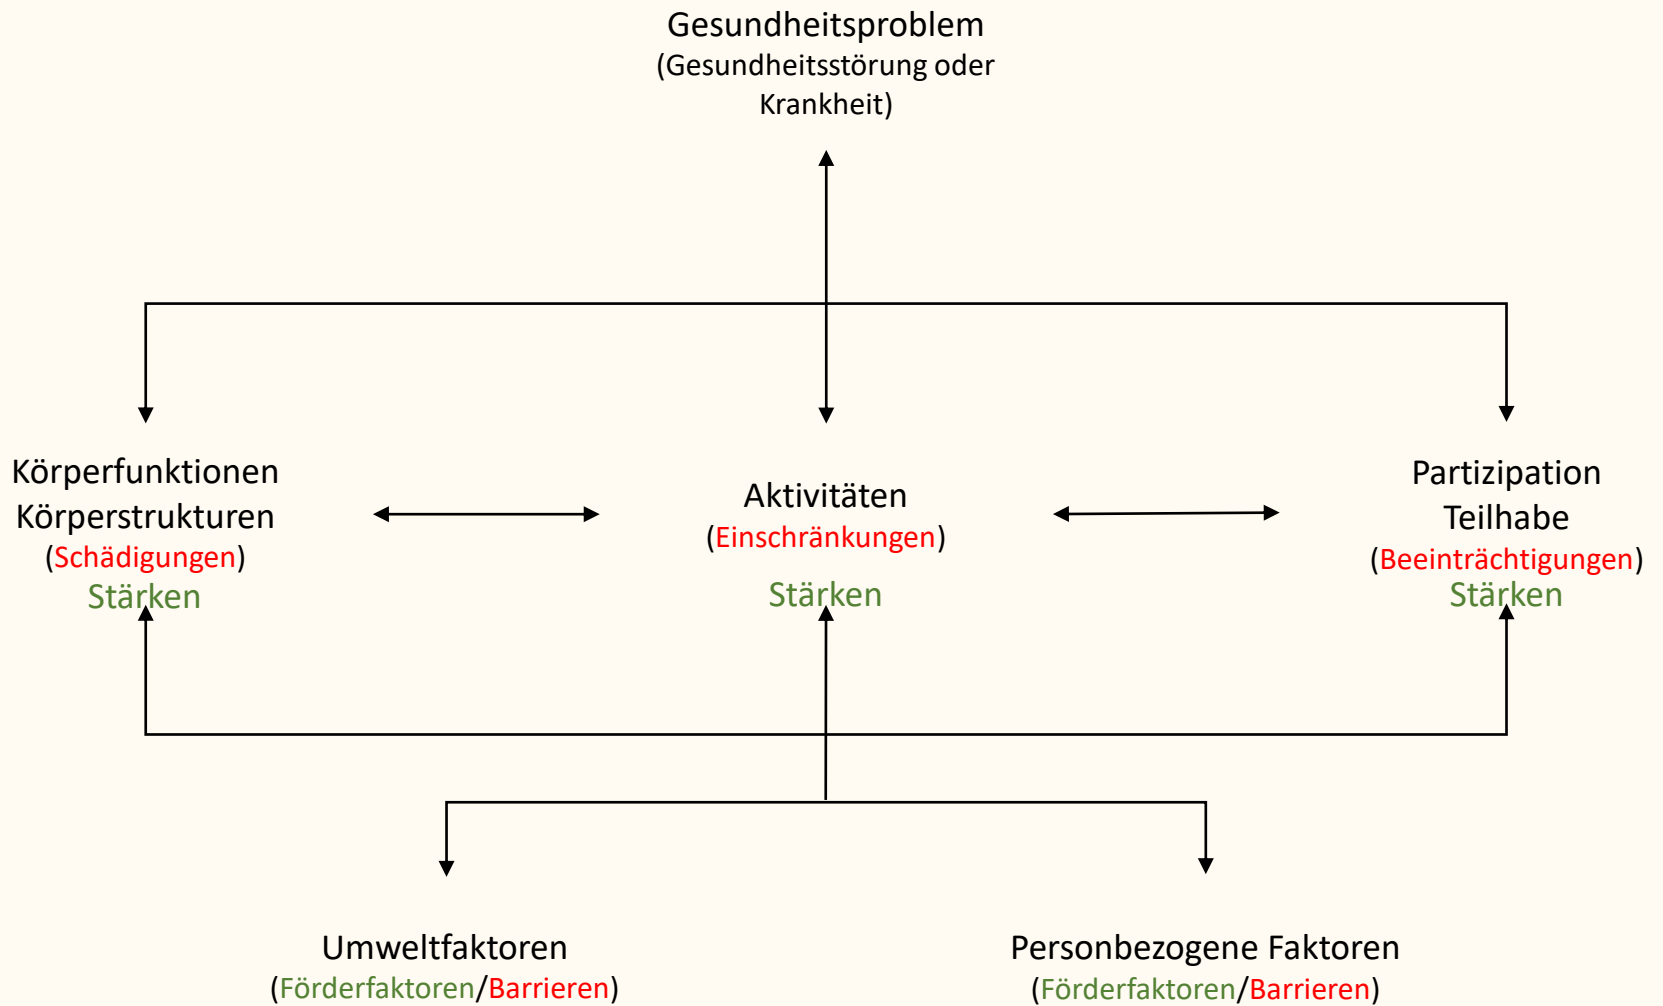 Gesundheitsproblem
(Gesundheitsstörung oder
Krankheit)
Körperfunktionen
Körperstrukturen
(Schädigungen)
Stärken
Aktivitäten
(Einschränkungen)
Stärken
Partizipation
Teilhabe
(Beeinträchtigungen)
Stärken
Umweltfaktoren
(Förderfaktoren/Barrieren)
Personbezogene Faktoren
(Förderfaktoren/Barrieren)